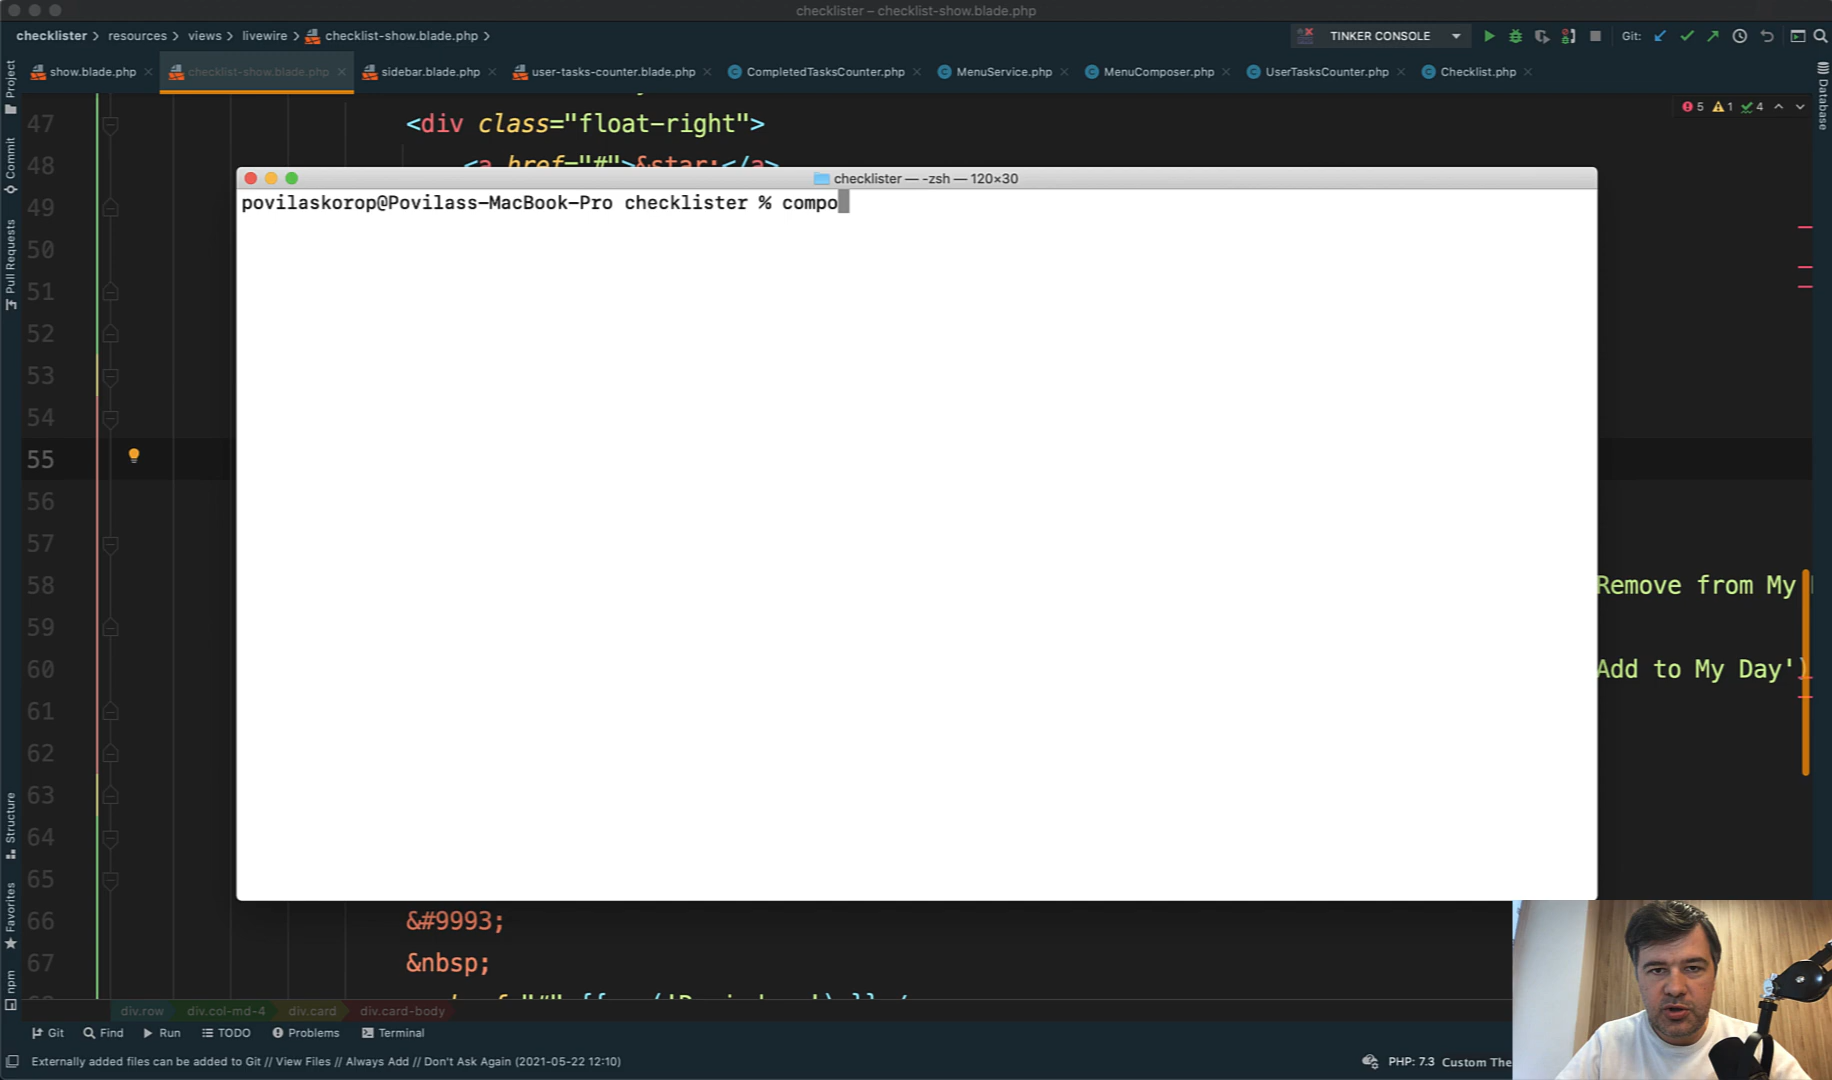 checklister – checklist-show.blade.php
checklister > resources > views > livewire > checklist-show.blade.php >
TINKER CONSOLE
Git:
show.blade.php
checklist-show.blade.php
sidebar.blade.php
user-tasks-counter.blade.php
CompletedTasksCounter.php
MenuService.php
MenuComposer.php
UserTasksCounter.php
Checklist.php
Project
Commit
Pull Requests
Structure
Favorites
npm
Database
5 1 4
47 <div class="float-right">
48 <a href="#">&star;</a>
checklister — -zsh — 120×30
povilaskorop@Povilass-MacBook-Pro checklister % compo
49
50
51
52
53
54
55
56
57
58 Remove from My
59
60 Add to My Day')
61
62
63
64
65
66 &#9993;
67 &nbsp;
div.row div.col-md-4 div.card div.card-body
Git Find Run TODO Problems Terminal
Externally added files can be added to Git // View Files // Always Add // Don't Ask Again (2021-05-22 12:10)
PHP: 7.3 Custom The